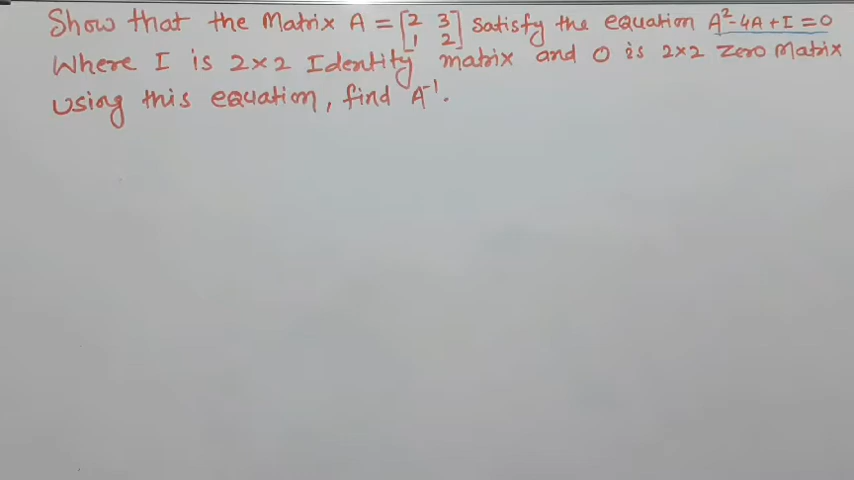 Show that the Matrix A = [2 3 1 2] satisfy the equation A²-4A+I=0
Where I is 2×2 Identity matrix and O is 2×2 Zero Matrix
using this equation, find A⁻¹.